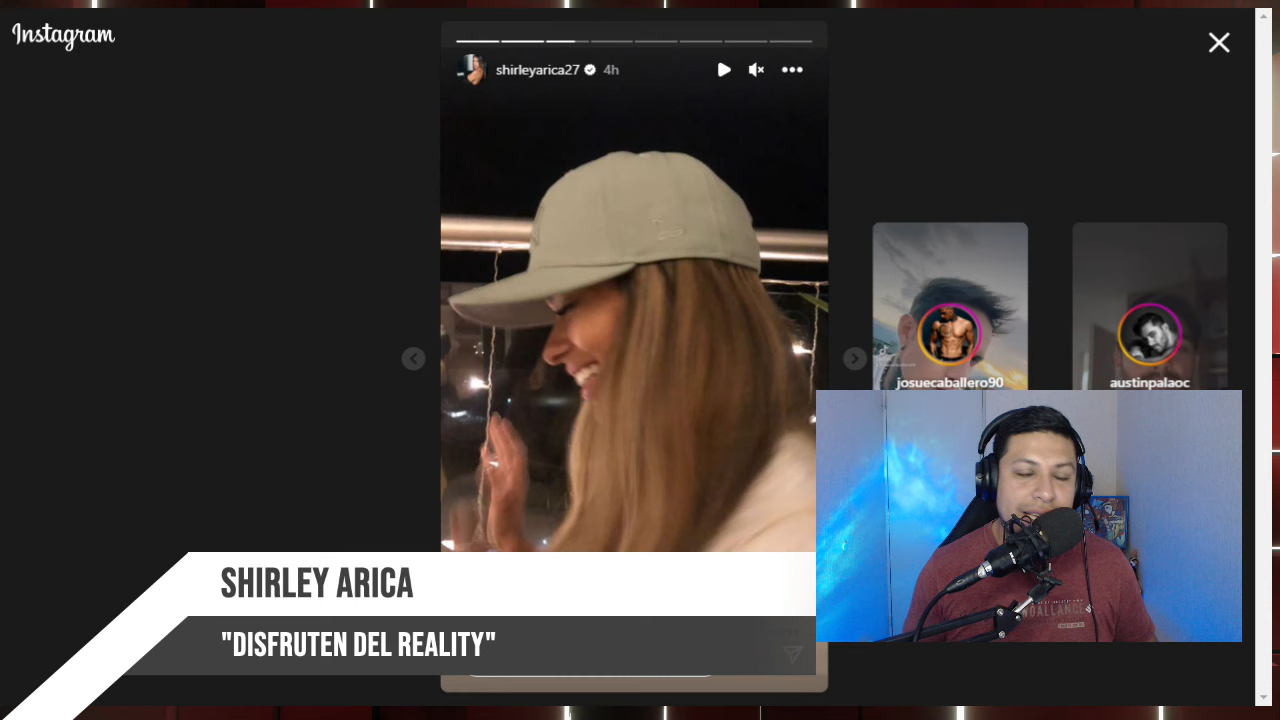 Instagram
shirleyarica27 4h
josuecaballero90
austinpalaoc
SHIRLEY ARICA
"DISFRUTEN DEL REALITY"